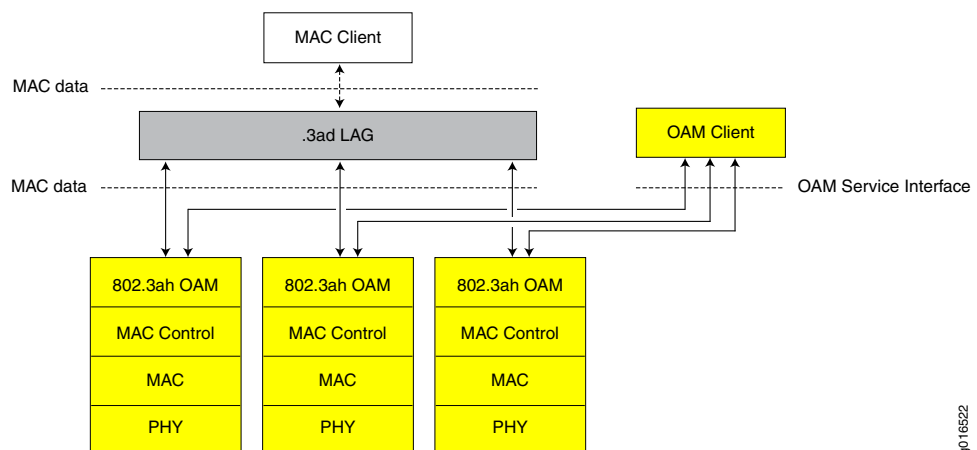 MAC Client
MAC data
.3ad LAG
OAM Client
MAC data
OAM Service Interface
802.3ah OAM
802.3ah OAM
802.3ah OAM
MAC Control
MAC Control
MAC Control
MAC
MAC
MAC
PHY
PHY
PHY
g016522